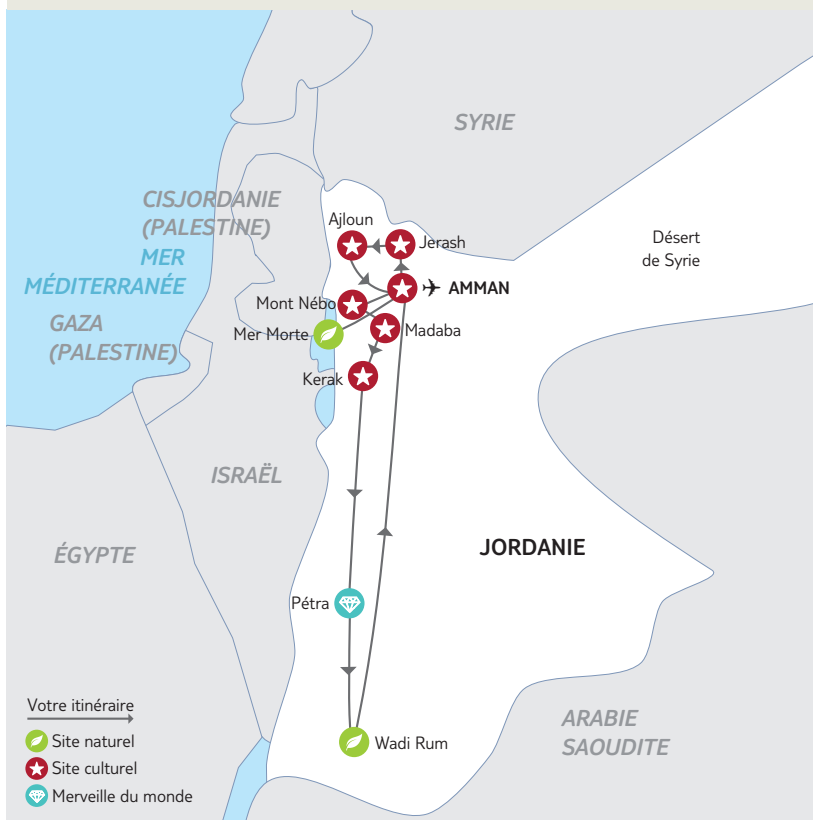 SYRIE
CISJORDANIE
(PALESTINE)
MER
MÉDITERRANÉE
GAZA
(PALESTINE)
Ajloun
Jerash
Désert
de Syrie
AMMAN
Mont Nébo
Mer Morte
Madaba
Kerak
ISRAËL
ÉGYPTE
JORDANIE
Pétra
Wadi Rum
ARABIE
SAOUDITE
Votre itinéraire
Site naturel
Site culturel
Merveille du monde